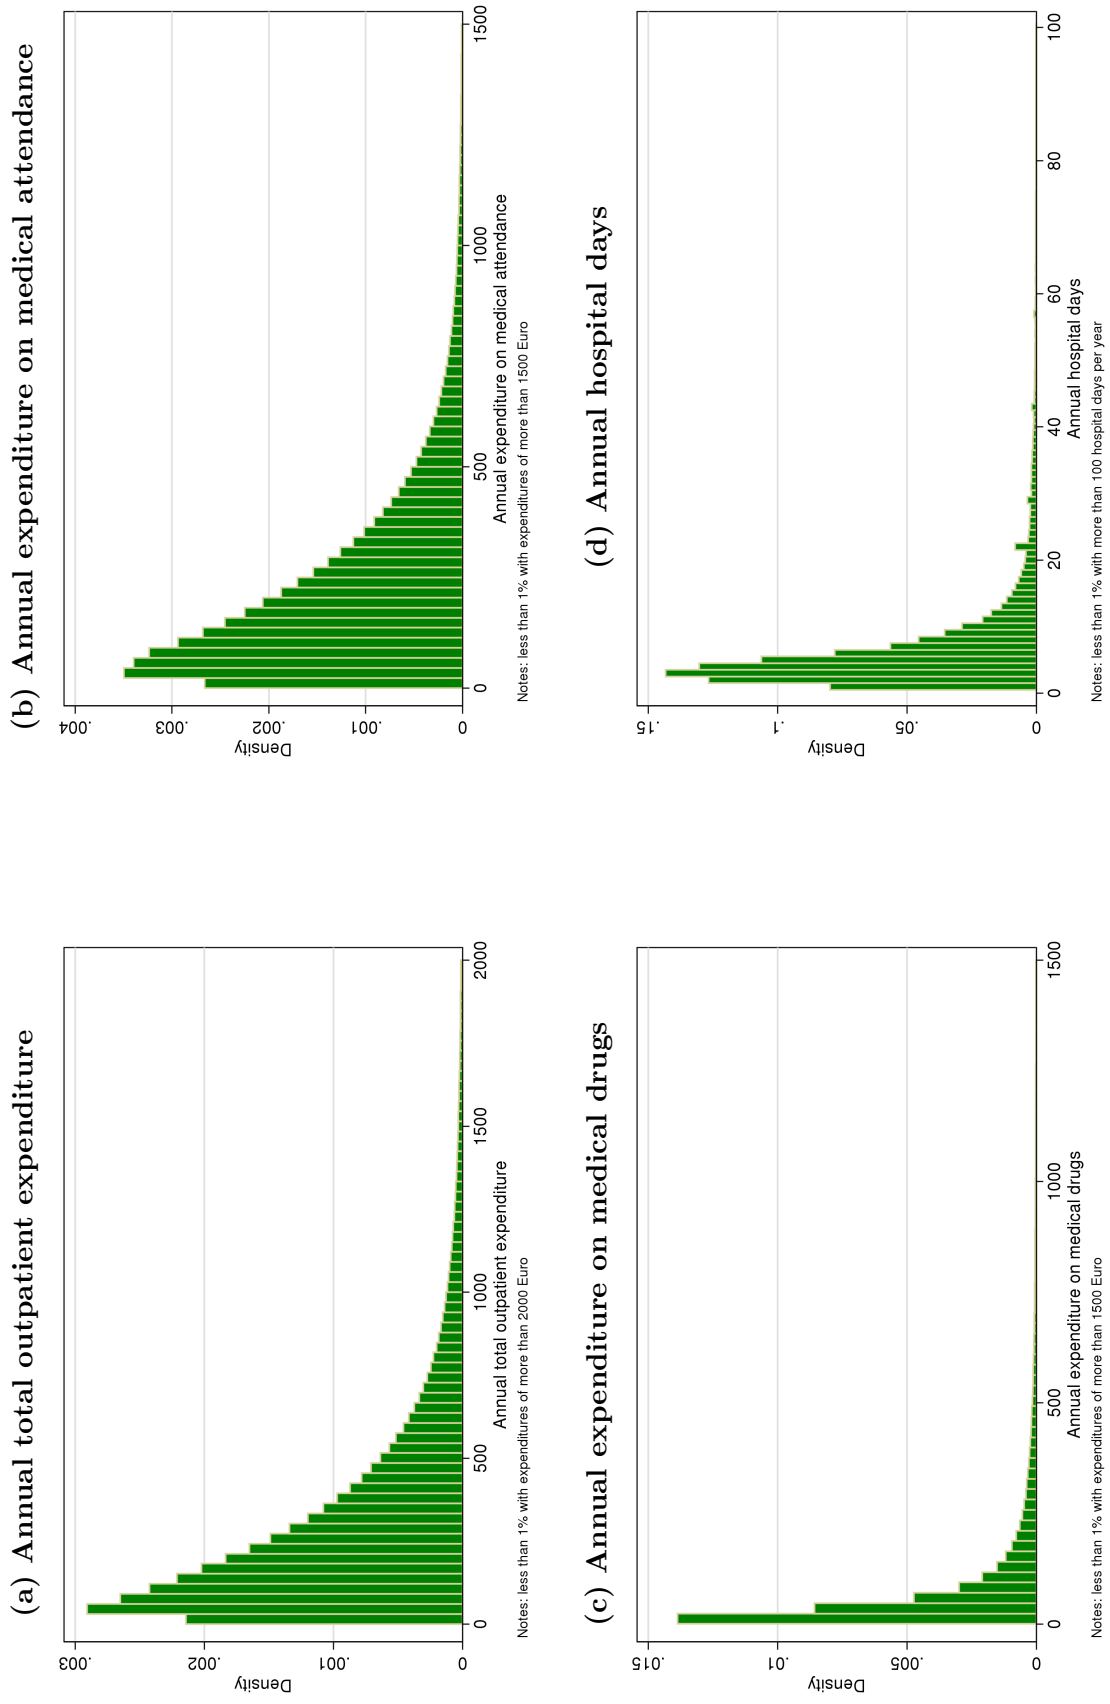 (a) Annual total outpatient expenditure
Density
0 .001 .002 .003
0 500 1000 1500 2000
Annual total outpatient expenditure
Notes: less than 1% with expenditures of more than 2000 Euro
(b) Annual expenditure on medical attendance
Density
0 .001 .002 .003 .004
0 500 1000 1500
Annual expenditure on medical attendance
Notes: less than 1% with expenditures of more than 1500 Euro
(c) Annual expenditure on medical drugs
Density
0 .005 .01 .015
0 500 1000 1500
Annual expenditure on medical drugs
Notes: less than 1% with expenditures of more than 1500 Euro
(d) Annual hospital days
Density
0 .05 .1 .15
0 20 40 60 80 100
Annual hospital days
Notes: less than 1% with more than 100 hospital days per year